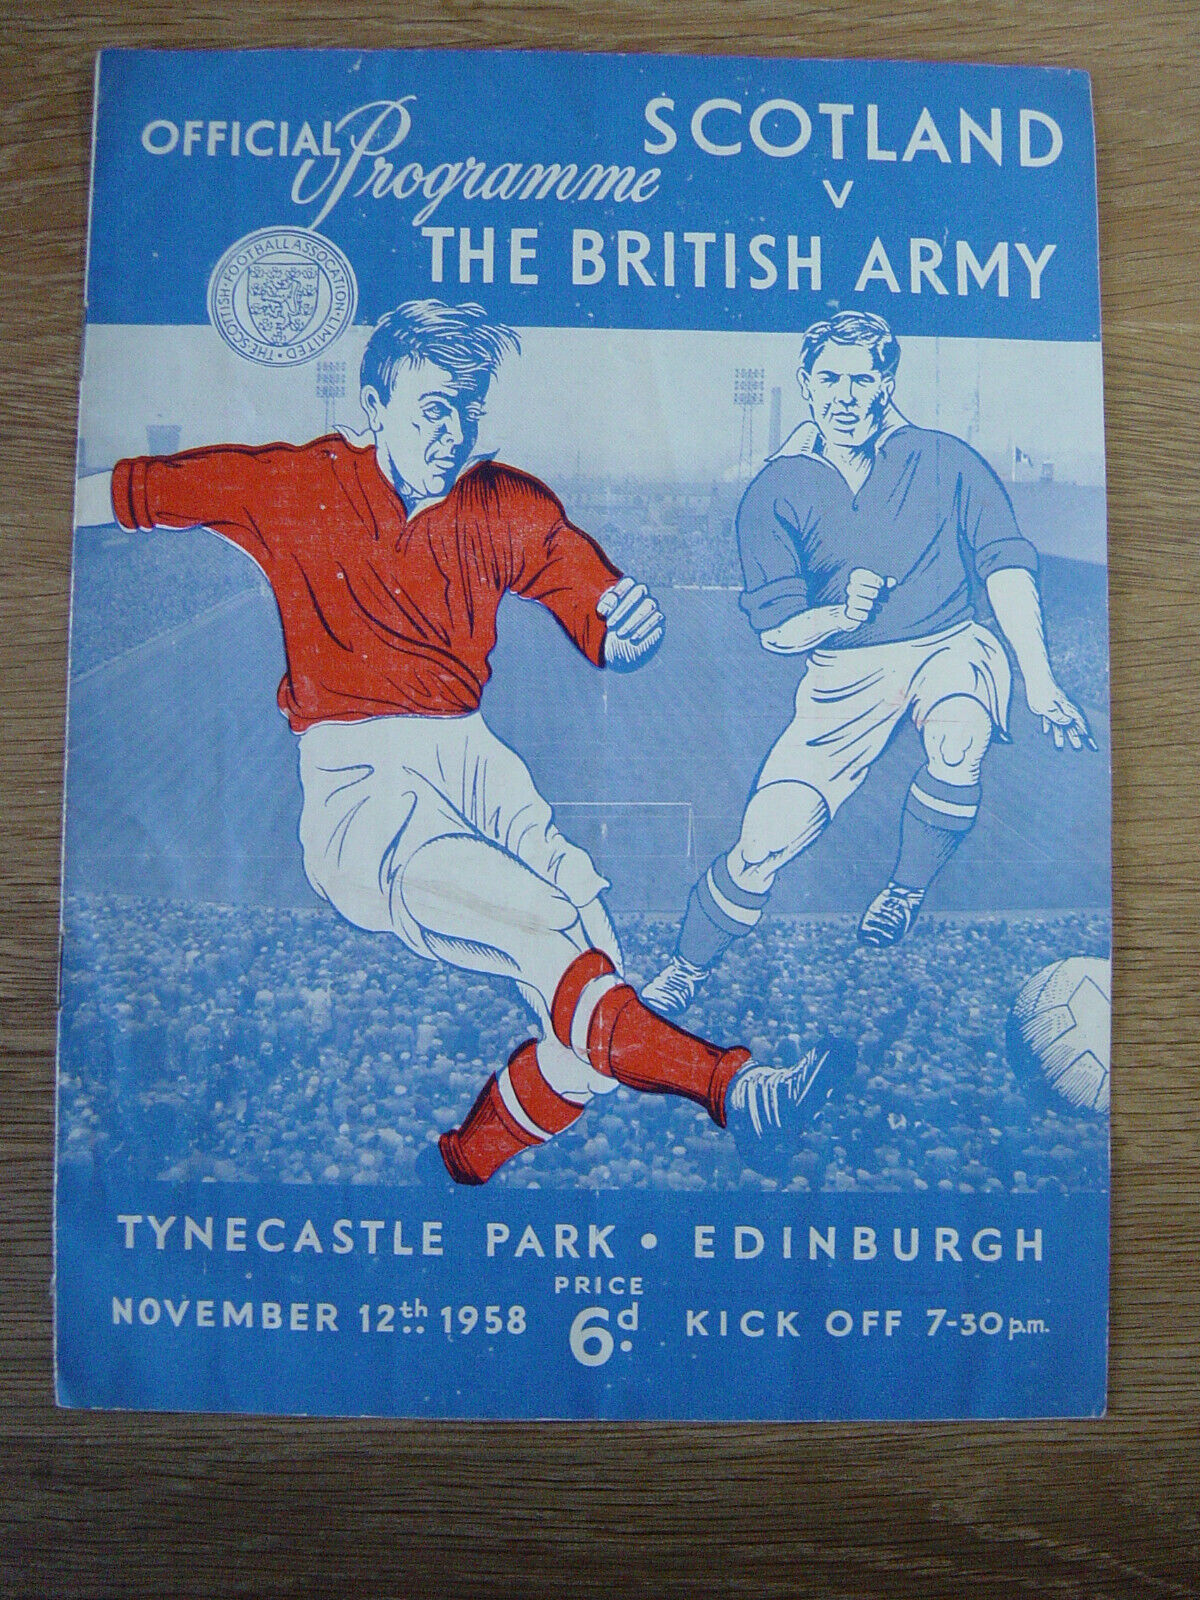 OFFICIAL Programme
SCOTLAND
V
THE BRITISH ARMY
THE SCOTTISH · FOOTBALL ASSOCATION · LIMITED ·
TYNECASTLE PARK • EDINBURGH
PRICE
NOVEMBER 12th 1958 6d. KICK OFF 7-30 p.m.